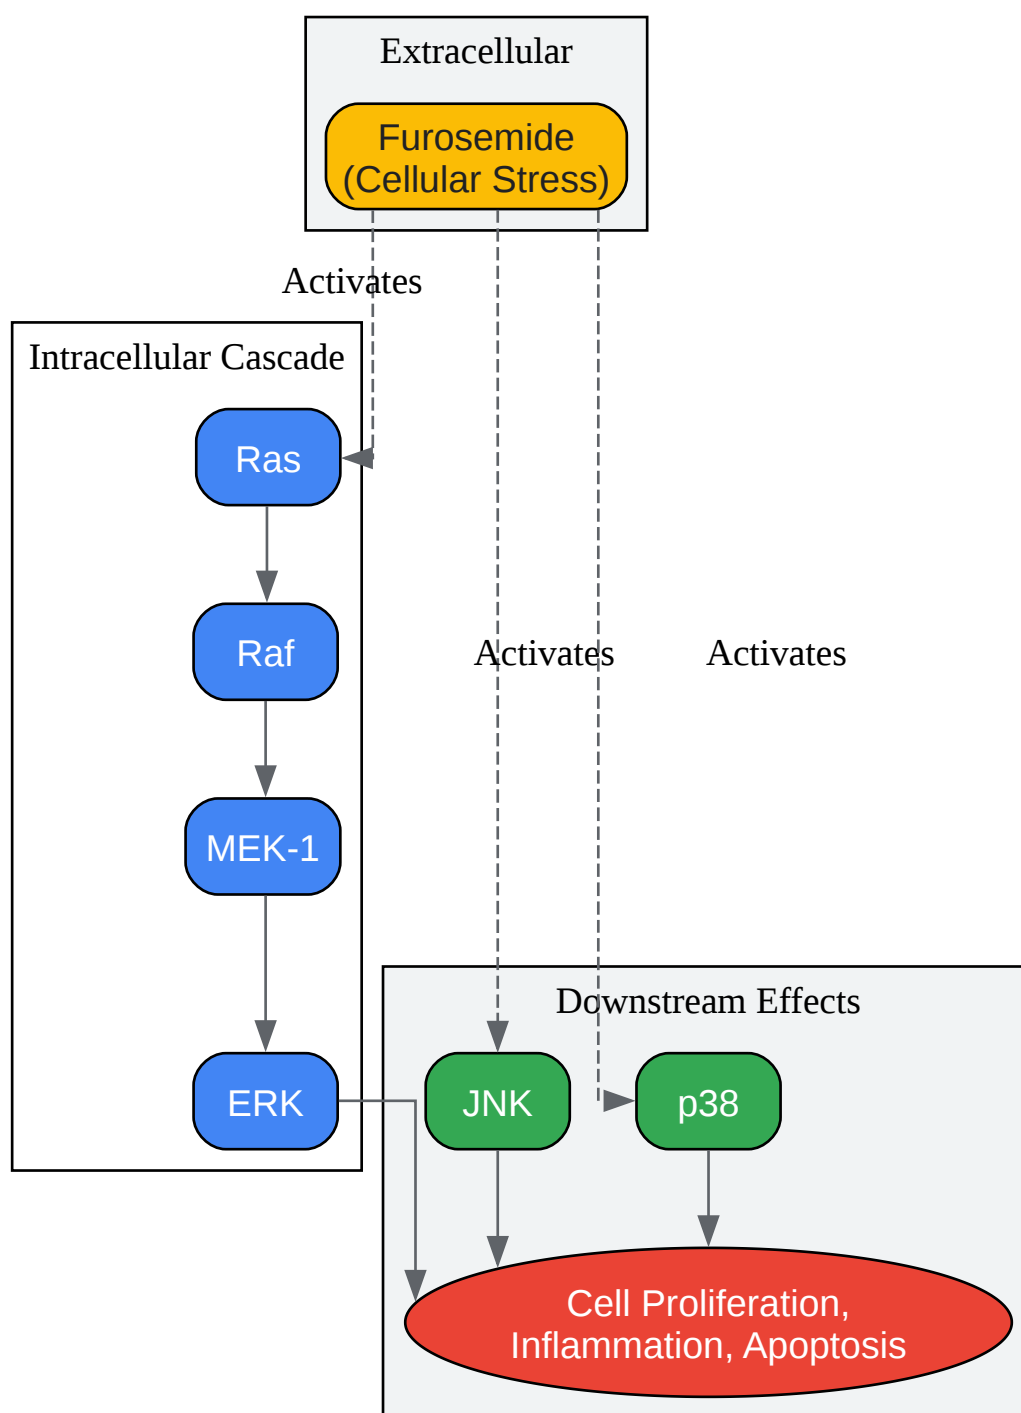 Extracellular
Furosemide
(Cellular Stress)
Activates
Intracellular Cascade
Ras
Raf
Activates
Activates
MEK-1
Downstream Effects
ERK
JNK
p38
Cell Proliferation,
Inflammation, Apoptosis